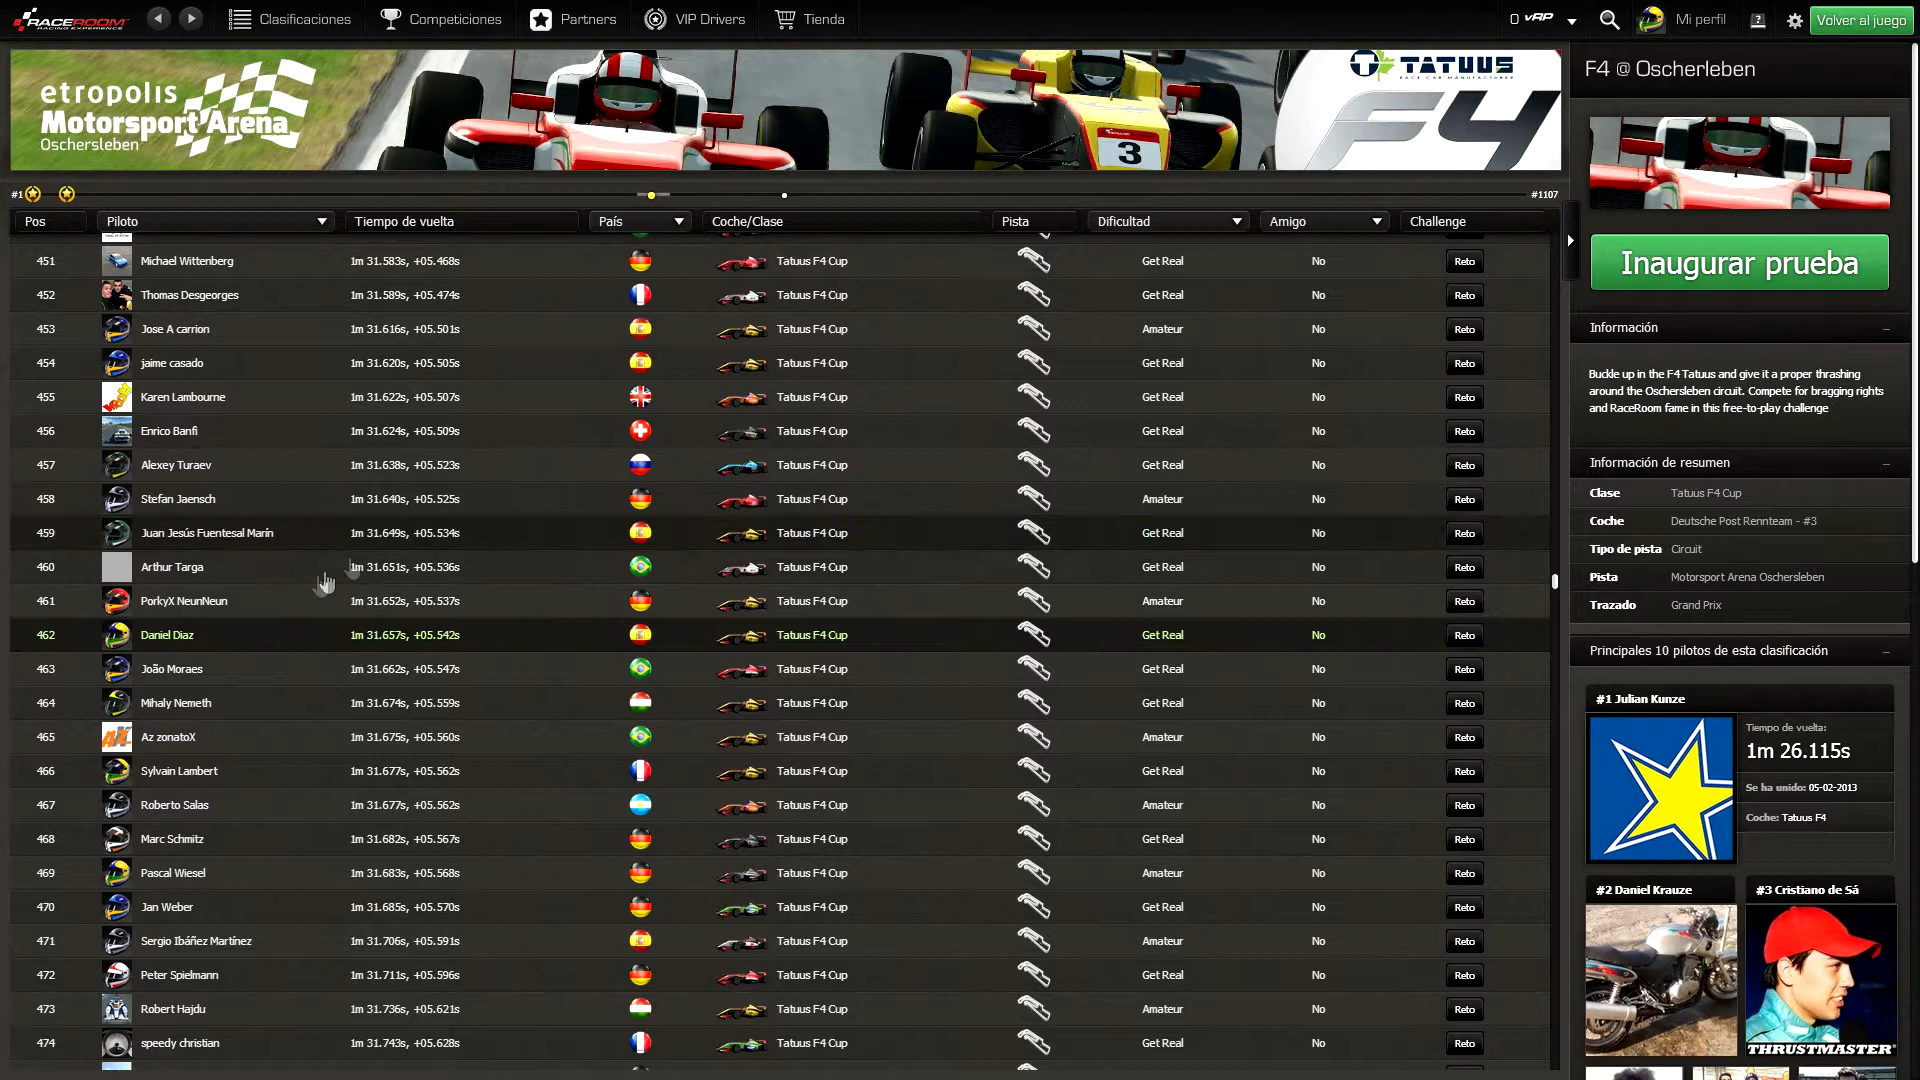 RACEROOM
RACING EXPERIENCE
Clasificaciones
Competiciones
Partners
VIP Drivers
Tienda
0 vRP
Mi perfil
Volver al juego
etropolis
Motorsport Arena
Oschersleben
3
TATUUS
RACE CAR MANUFACTURER
F4
#1
#1107
Pos Piloto Tiempo de vuelta País Coche/Clase Pista Dificultad Amigo Challenge
451 Michael Wittenberg 1m 31.583s, +05.468s Tatuus F4 Cup Get Real No Reto
452 Thomas Desgeorges 1m 31.589s, +05.474s Tatuus F4 Cup Get Real No Reto
453 Jose A carrion 1m 31.616s, +05.501s Tatuus F4 Cup Amateur No Reto
454 jaime casado 1m 31.620s, +05.505s Tatuus F4 Cup Get Real No Reto
455 Karen Lambourne 1m 31.622s, +05.507s Tatuus F4 Cup Get Real No Reto
456 Enrico Banfi 1m 31.624s, +05.509s Tatuus F4 Cup Get Real No Reto
457 Alexey Turaev 1m 31.638s, +05.523s Tatuus F4 Cup Get Real No Reto
458 Stefan Jaensch 1m 31.640s, +05.525s Tatuus F4 Cup Amateur No Reto
459 Juan Jesús Fuentesal Marín 1m 31.649s, +05.534s Tatuus F4 Cup Get Real No Reto
460 Arthur Targa 1m 31.651s, +05.536s Tatuus F4 Cup Get Real No Reto
461 PorkyX NeunNeun 1m 31.652s, +05.537s Tatuus F4 Cup Amateur No Reto
462 Daniel Diaz 1m 31.657s, +05.542s Tatuus F4 Cup Get Real No Reto
463 João Moraes 1m 31.662s, +05.547s Tatuus F4 Cup Get Real No Reto
464 Mihaly Nemeth 1m 31.674s, +05.559s Tatuus F4 Cup Get Real No Reto
465 Az zonatoX 1m 31.675s, +05.560s Tatuus F4 Cup Amateur No Reto
466 Sylvain Lambert 1m 31.677s, +05.562s Tatuus F4 Cup Get Real No Reto
467 Roberto Salas 1m 31.677s, +05.562s Tatuus F4 Cup Amateur No Reto
468 Marc Schmitz 1m 31.682s, +05.567s Tatuus F4 Cup Get Real No Reto
469 Pascal Wiesel 1m 31.683s, +05.568s Tatuus F4 Cup Amateur No Reto
470 Jan Weber 1m 31.685s, +05.570s Tatuus F4 Cup Get Real No Reto
471 Sergio Ibáñez Martínez 1m 31.706s, +05.591s Tatuus F4 Cup Amateur No Reto
472 Peter Spielmann 1m 31.711s, +05.596s Tatuus F4 Cup Get Real No Reto
473 Robert Hajdu 1m 31.736s, +05.621s Tatuus F4 Cup Amateur No Reto
474 speedy christian 1m 31.743s, +05.628s Tatuus F4 Cup Get Real No Reto
F4 @ Oscherleben
Inaugurar prueba
Información
Buckle up in the F4 Tatuus and give it a proper thrashing
around the Oschersleben circuit. Compete for bragging rights
and RaceRoom fame in this free-to-play challenge
Información de resumen
Clase Tatuus F4 Cup
Coche Deutsche Post Rennteam - #3
Tipo de pista Circuit
Pista Motorsport Arena Oschersleben
Trazado Grand Prix
Principales 10 pilotos de esta clasificación
#1 Julian Kunze
Tiempo de vuelta:
1m 26.115s
Se ha unido: 05-02-2013
Coche: Tatuus F4
#2 Daniel Krauze
#3 Cristiano de Sá
THRUSTMASTER